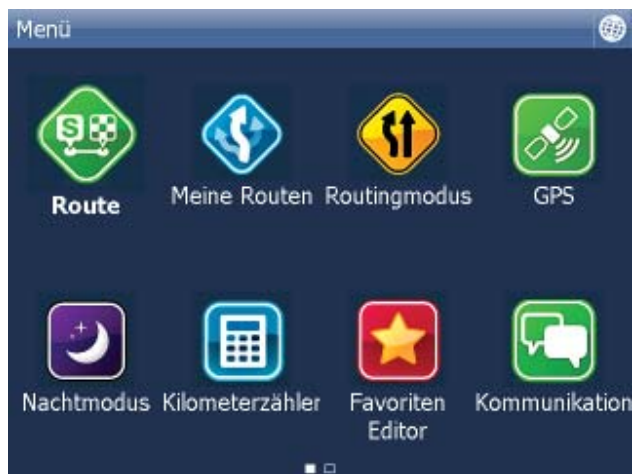 Menü
S
Route
Meine Routen
Routingmodus
GPS
Nachtmodus
Kilometerzähler
Favoriten
Editor
Kommunikation